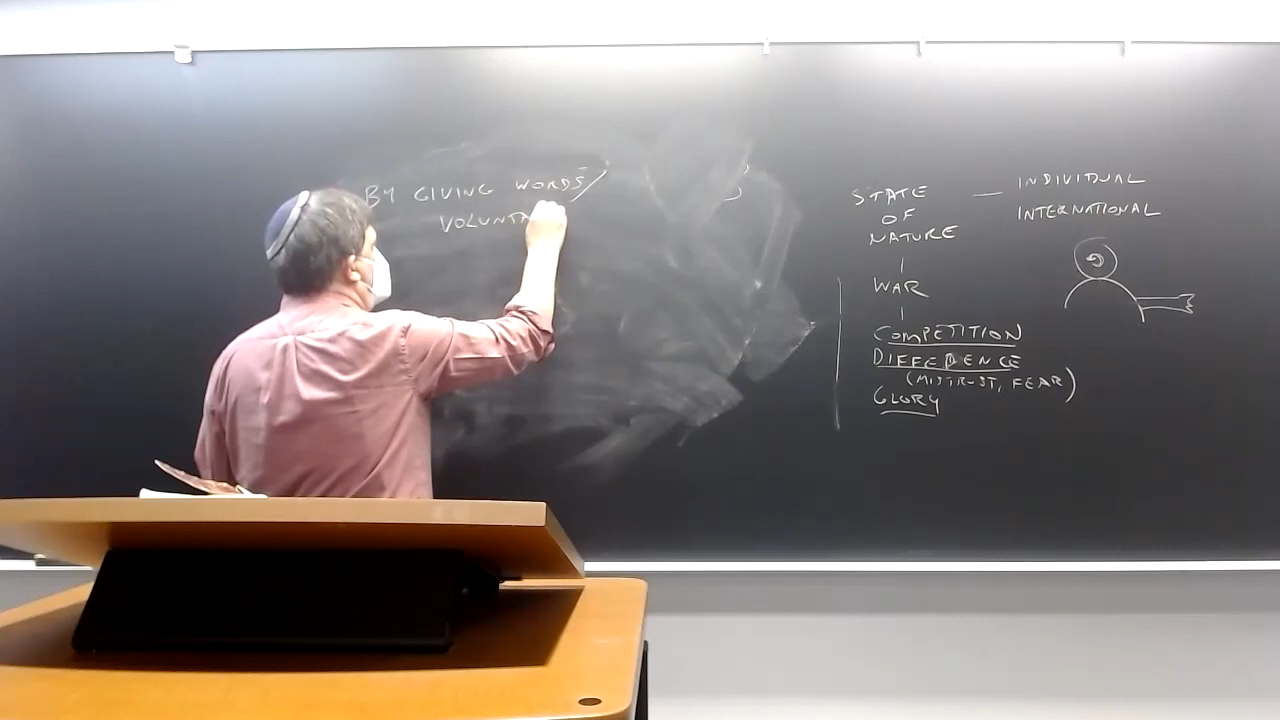 BY GIVING WORDS/
VOLUNTA
STATE — INDIVIDUAL
OF INTERNATIONAL
NATURE
WAR
COMPETITION
DIFFEDENCE
(MISTRUST, FEAR)
GLORY